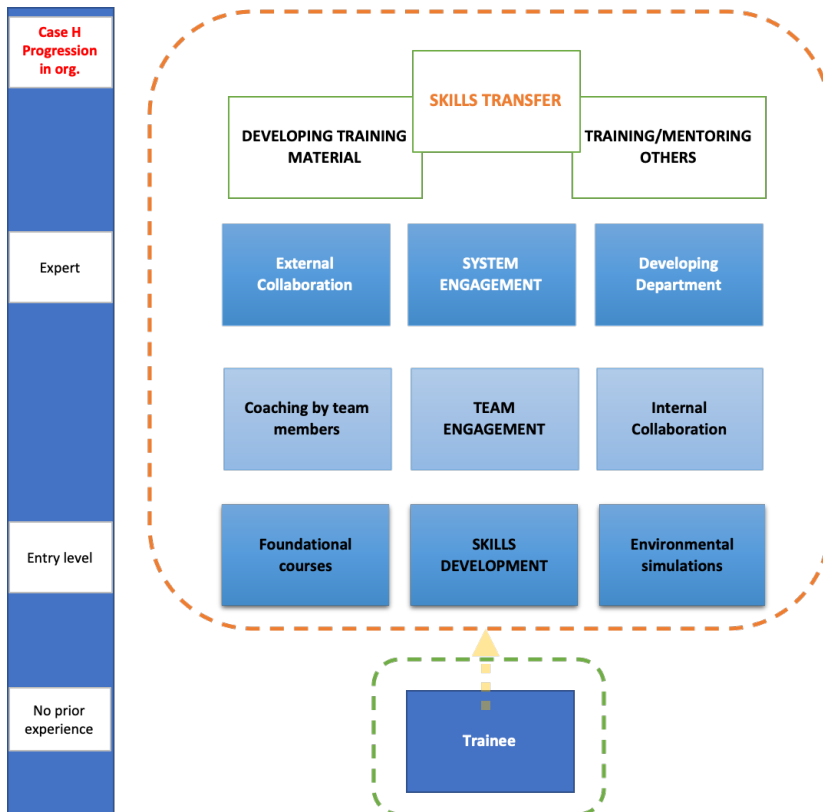 Case H
Progression
in org.
SKILLS TRANSFER
DEVELOPING TRAINING
MATERIAL
TRAINING/MENTORING
OTHERS
Expert
External
Collaboration
SYSTEM
ENGAGEMENT
Developing
Department
Coaching by team
members
TEAM
ENGAGEMENT
Internal
Collaboration
Entry level
Foundational
courses
SKILLS
DEVELOPMENT
Environmental
simulations
No prior
experience
Trainee